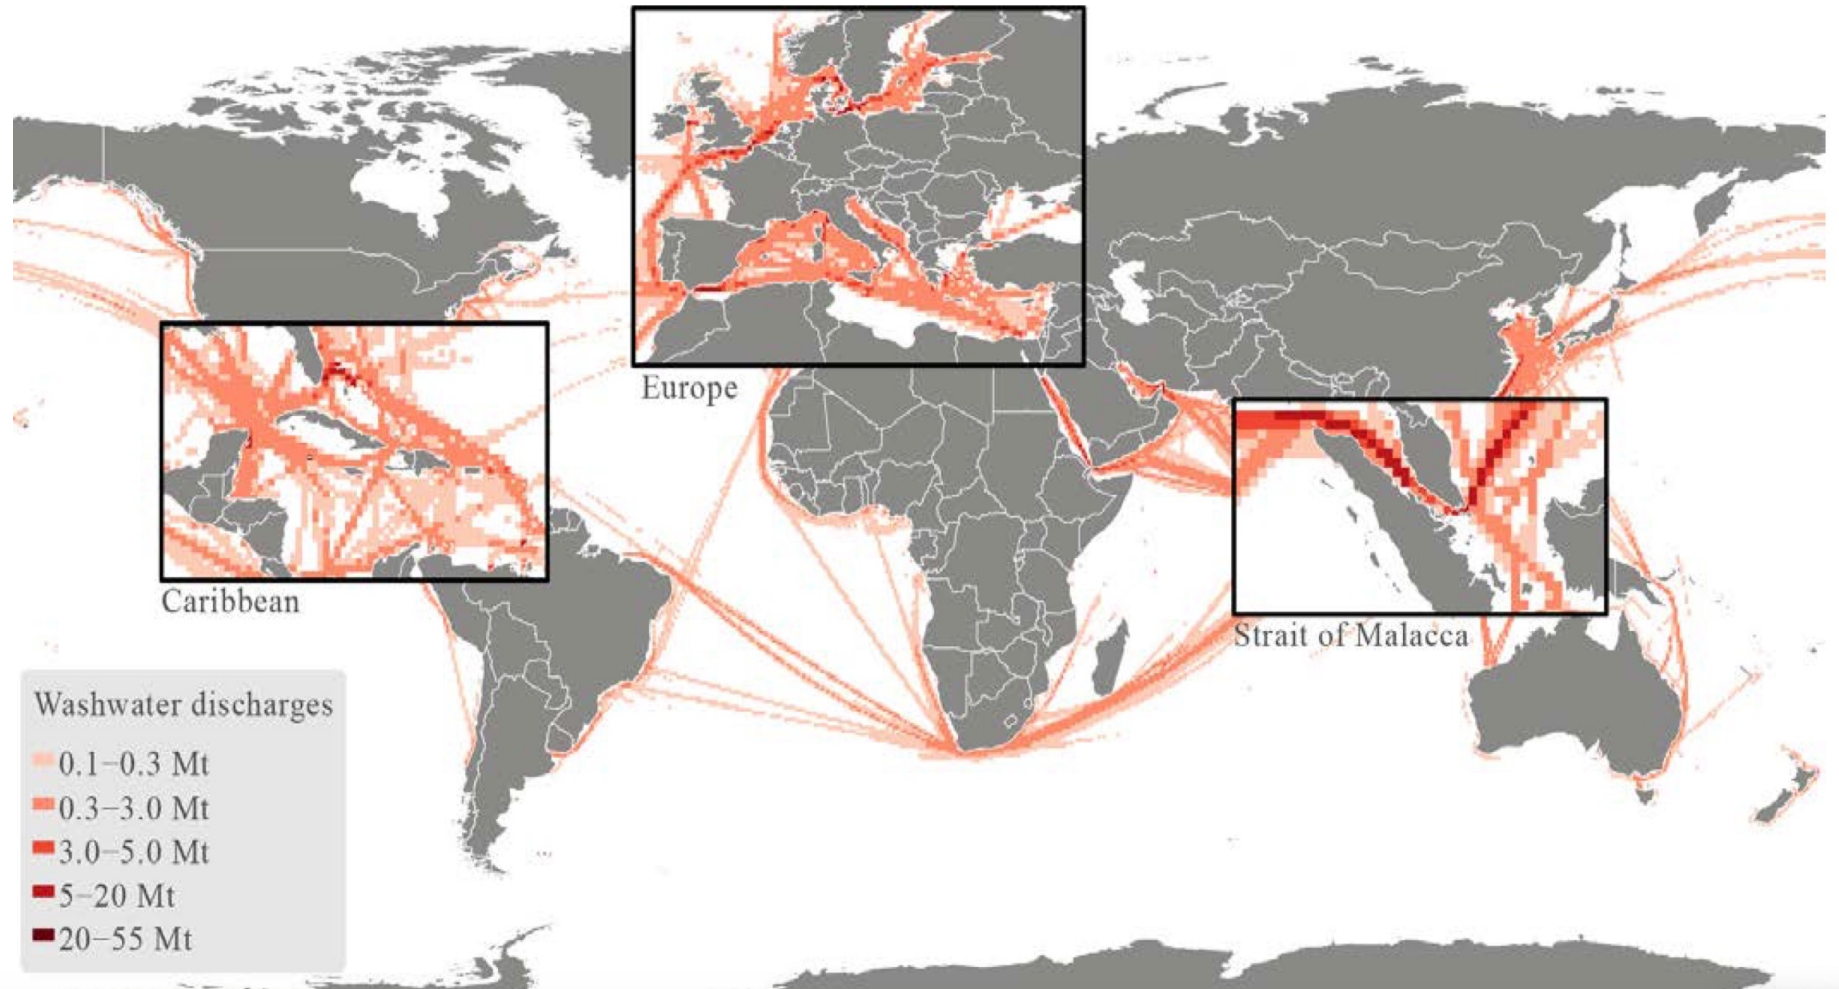 Europe
Caribbean
Strait of Malacca
Washwater discharges
0.1–0.3 Mt
0.3–3.0 Mt
3.0–5.0 Mt
5–20 Mt
20–55 Mt